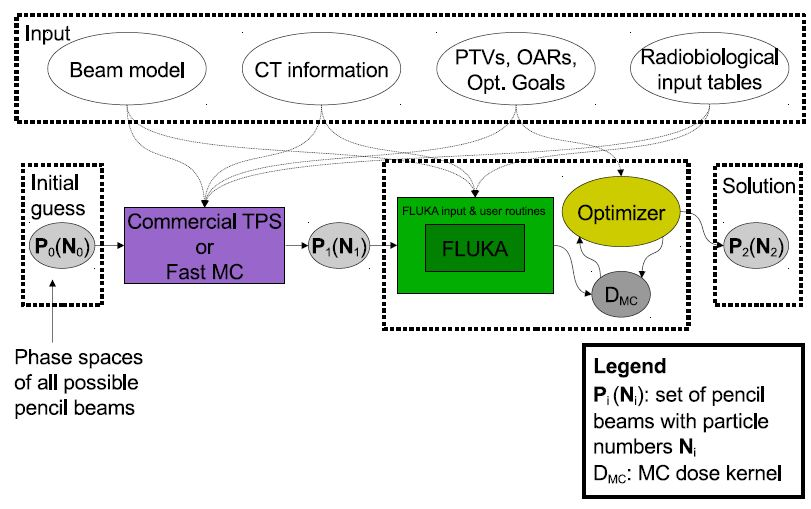 Input
Beam model
CT information
PTVs, OARs,
Opt. Goals
Radiobiological
input tables
Initial
guess
P₀(N₀)
Commercial TPS
or
Fast MC
P₁(N₁)
FLUKA input & user routines
FLUKA
Optimizer
D_MC
Solution
P₂(N₂)
Phase spaces
of all possible
pencil beams
Legend
Pᵢ(Nᵢ): set of pencil
beams with particle
numbers Nᵢ
D_MC: MC dose kernel